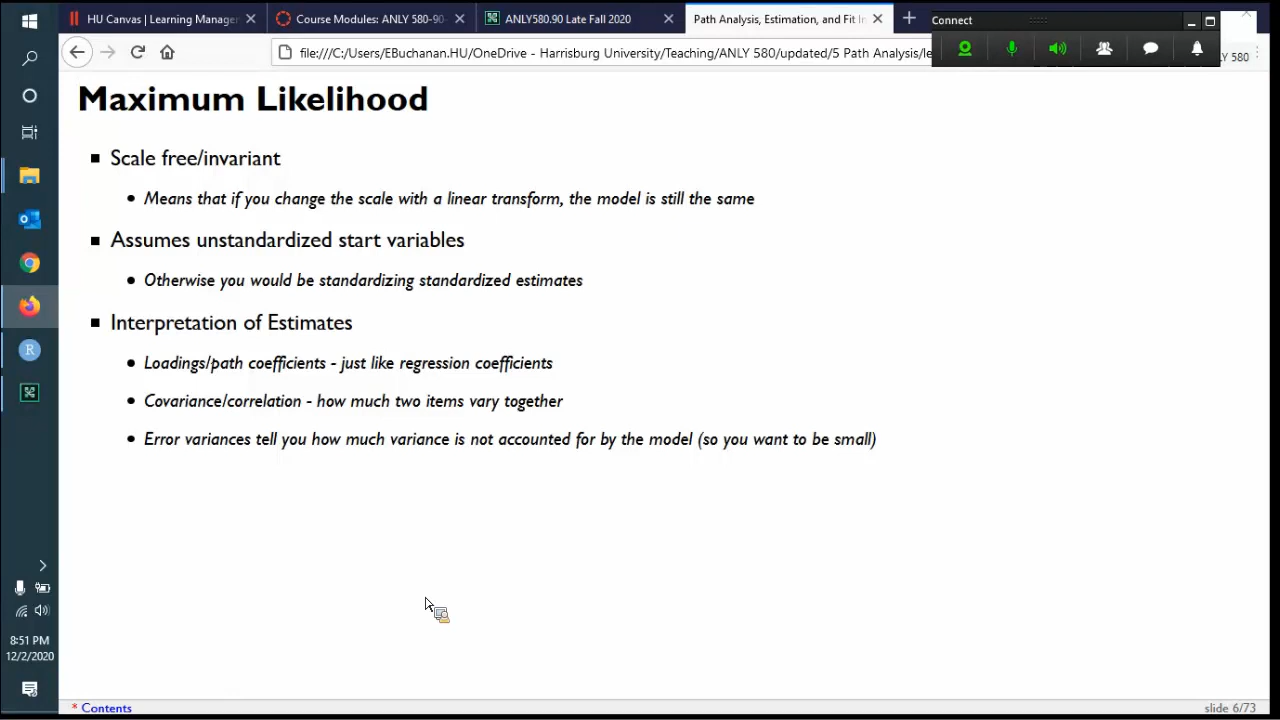 HU Canvas | Learning Manage
Course Modules: ANLY 580-90-
ANLY580.90 Late Fall 2020
Path Analysis, Estimation, and Fit In
Connect
file:///C:/Users/EBuchanan.HU/OneDrive - Harrisburg University/Teaching/ANLY 580/updated/5 Path Analysis/le
LY 580
Maximum Likelihood
Scale free/invariant
Means that if you change the scale with a linear transform, the model is still the same
Assumes unstandardized start variables
Otherwise you would be standardizing standardized estimates
Interpretation of Estimates
Loadings/path coefficients - just like regression coefficients
Covariance/correlation - how much two items vary together
Error variances tell you how much variance is not accounted for by the model (so you want to be small)
8:51 PM
12/2/2020
* Contents
slide 6/73